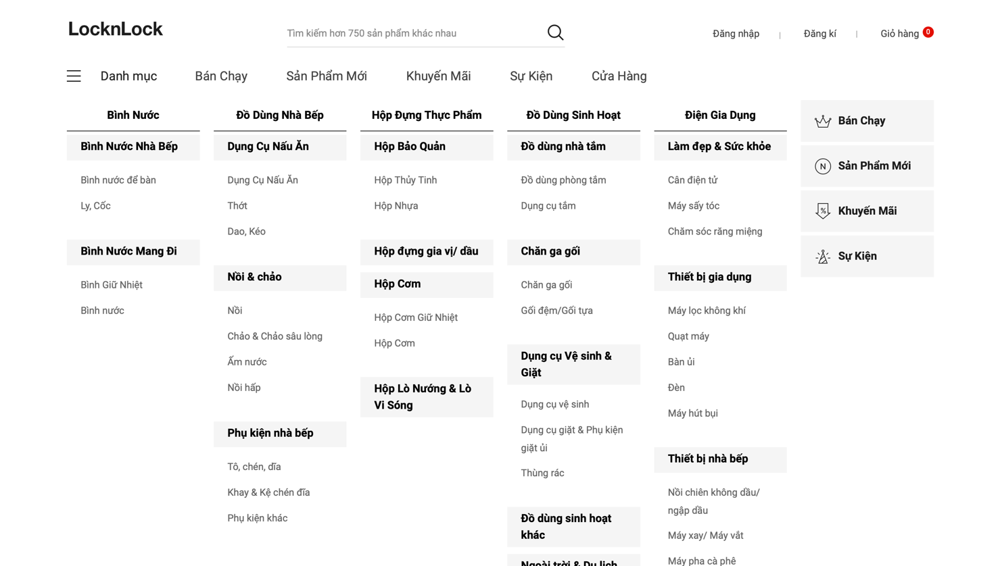 LocknLock
Tìm kiếm hơn 750 sản phẩm khác nhau
Đăng nhập
|
Đăng kí
|
Giỏ hàng 0
Danh mục
Bán Chạy
Sản Phẩm Mới
Khuyến Mãi
Sự Kiện
Cửa Hàng
Bình Nước
Bình Nước Nhà Bếp
Bình nước để bàn
Ly, Cốc
Bình Nước Mang Đi
Bình Giữ Nhiệt
Bình nước
Đồ Dùng Nhà Bếp
Dụng Cụ Nấu Ăn
Dụng Cụ Nấu Ăn
Thớt
Dao, Kéo
Nồi & chảo
Nồi
Chảo & Chảo sâu lòng
Ấm nước
Nồi hấp
Phụ kiện nhà bếp
Tô, chén, dĩa
Khay & Kệ chén đĩa
Phụ kiện khác
Hộp Đựng Thực Phẩm
Hộp Bảo Quản
Hộp Thủy Tinh
Hộp Nhựa
Hộp đựng gia vị/ dầu
Hộp Cơm
Hộp Cơm Giữ Nhiệt
Hộp Cơm
Hộp Lò Nướng & Lò
Vi Sóng
Đồ Dùng Sinh Hoạt
Đồ dùng nhà tắm
Đồ dùng phòng tắm
Dụng cụ tắm
Chăn ga gối
Chăn ga gối
Gối đệm/Gối tựa
Dụng cụ Vệ sinh &
Giặt
Dụng cụ vệ sinh
Dụng cụ giặt & Phụ kiện
giặt ủi
Thùng rác
Đồ dùng sinh hoạt
khác
Ngoài trời & Du lịch
Điện Gia Dụng
Làm đẹp & Sức khỏe
Cân điện tử
Máy sấy tóc
Chăm sóc răng miệng
Thiết bị gia dụng
Máy lọc không khí
Quạt máy
Bàn ủi
Đèn
Máy hút bụi
Thiết bị nhà bếp
Nồi chiên không dầu/
ngập dầu
Máy xay/ Máy vắt
Máy pha cà phê
Bán Chạy
N Sản Phẩm Mới
% Khuyến Mãi
Sự Kiện